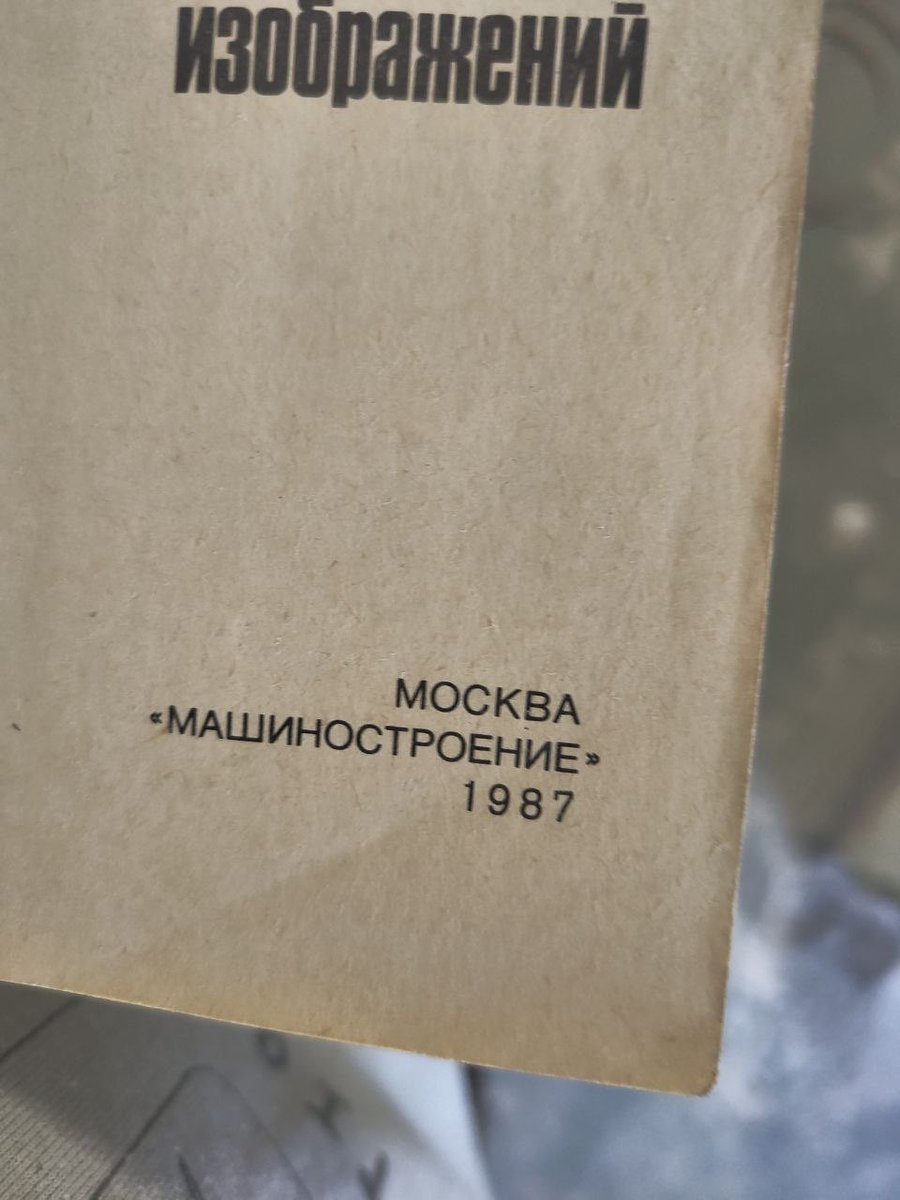 изображений
МОСКВА
«МАШИНОСТРОЕНИЕ»
1987